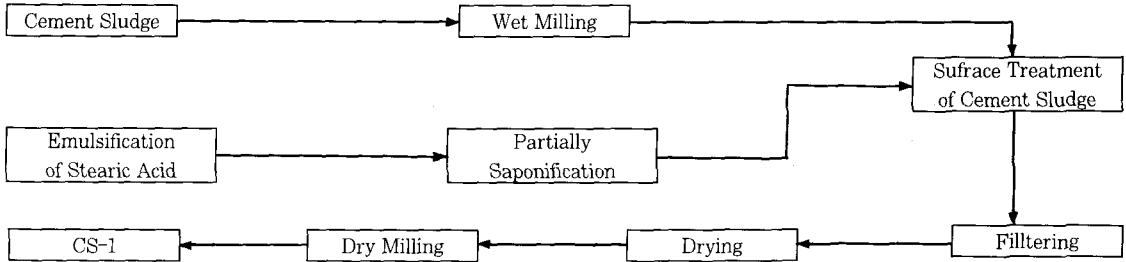 Cement Sludge
Wet Milling
Sufrace Treatment
of Cement Sludge
Emulsification
of Stearic Acid
Partially
Saponification
CS-1
Dry Milling
Drying
Filltering